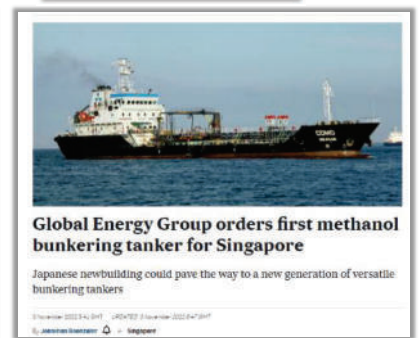 Global Energy Group orders first methanol
bunkering tanker for Singapore
Japanese newbuilding could pave the way to a new generation of versatile
bunkering tankers
Singapore